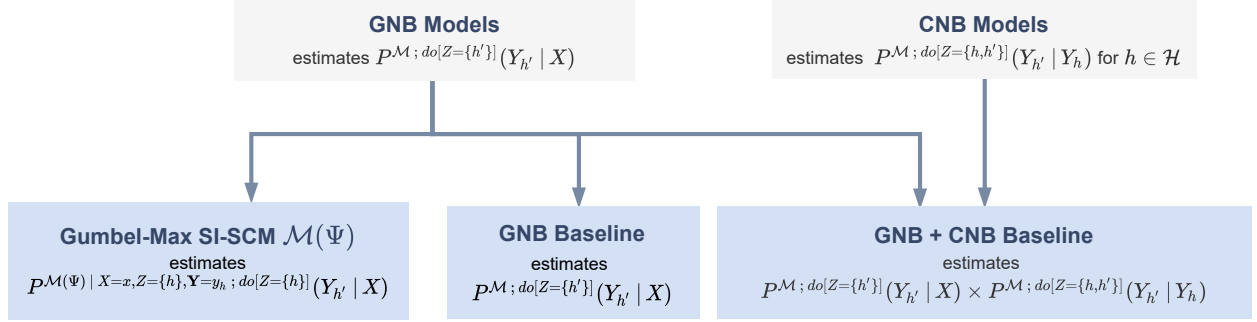 GNB Models
estimates $P^{\mathcal{M}\,;\,do[Z=\{h'\}]}(Y_{h'} \mid X)$
CNB Models
estimates $P^{\mathcal{M}\,;\,do[Z=\{h,h'\}]}(Y_{h'} \mid Y_h)$ for $h \in \mathcal{H}$
Gumbel-Max SI-SCM $\mathcal{M}(\Psi)$
estimates
$P^{\mathcal{M}(\Psi) \mid X=x,Z=\{h\},\mathbf{Y}=y_h\,;\,do[Z=\{h\}]}(Y_{h'} \mid X)$
GNB Baseline
estimates
$P^{\mathcal{M}\,;\,do[Z=\{h'\}]}(Y_{h'} \mid X)$
GNB + CNB Baseline
estimates
$P^{\mathcal{M}\,;\,do[Z=\{h'\}]}(Y_{h'} \mid X) \times P^{\mathcal{M}\,;\,do[Z=\{h,h'\}]}(Y_{h'} \mid Y_h)$